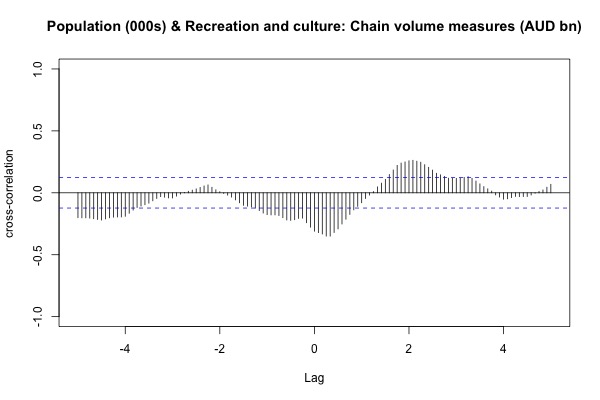 Population (000s) & Recreation and culture: Chain volume measures (AUD bn)
1.0
0.5
0.0
-0.5
-1.0
cross-correlation
-4 -2 0 2 4
Lag